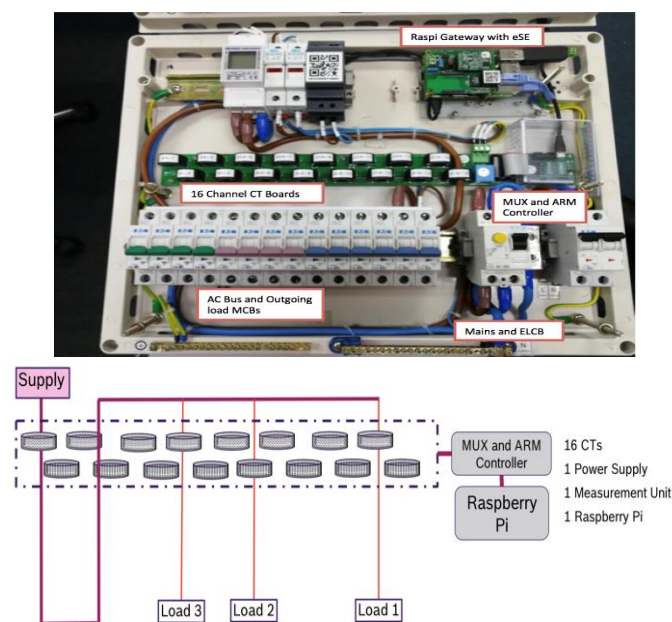 Raspi Gateway with eSE
16 Channel CT Boards
MUX and ARM
Controller
AC Bus and Outgoing
load MCBs
Mains and ELCB
N
Supply
MUX and ARM
Controller
Raspberry
Pi
16 CTs
1 Power Supply
1 Measurement Unit
1 Raspberry Pi
Load 3
Load 2
Load 1